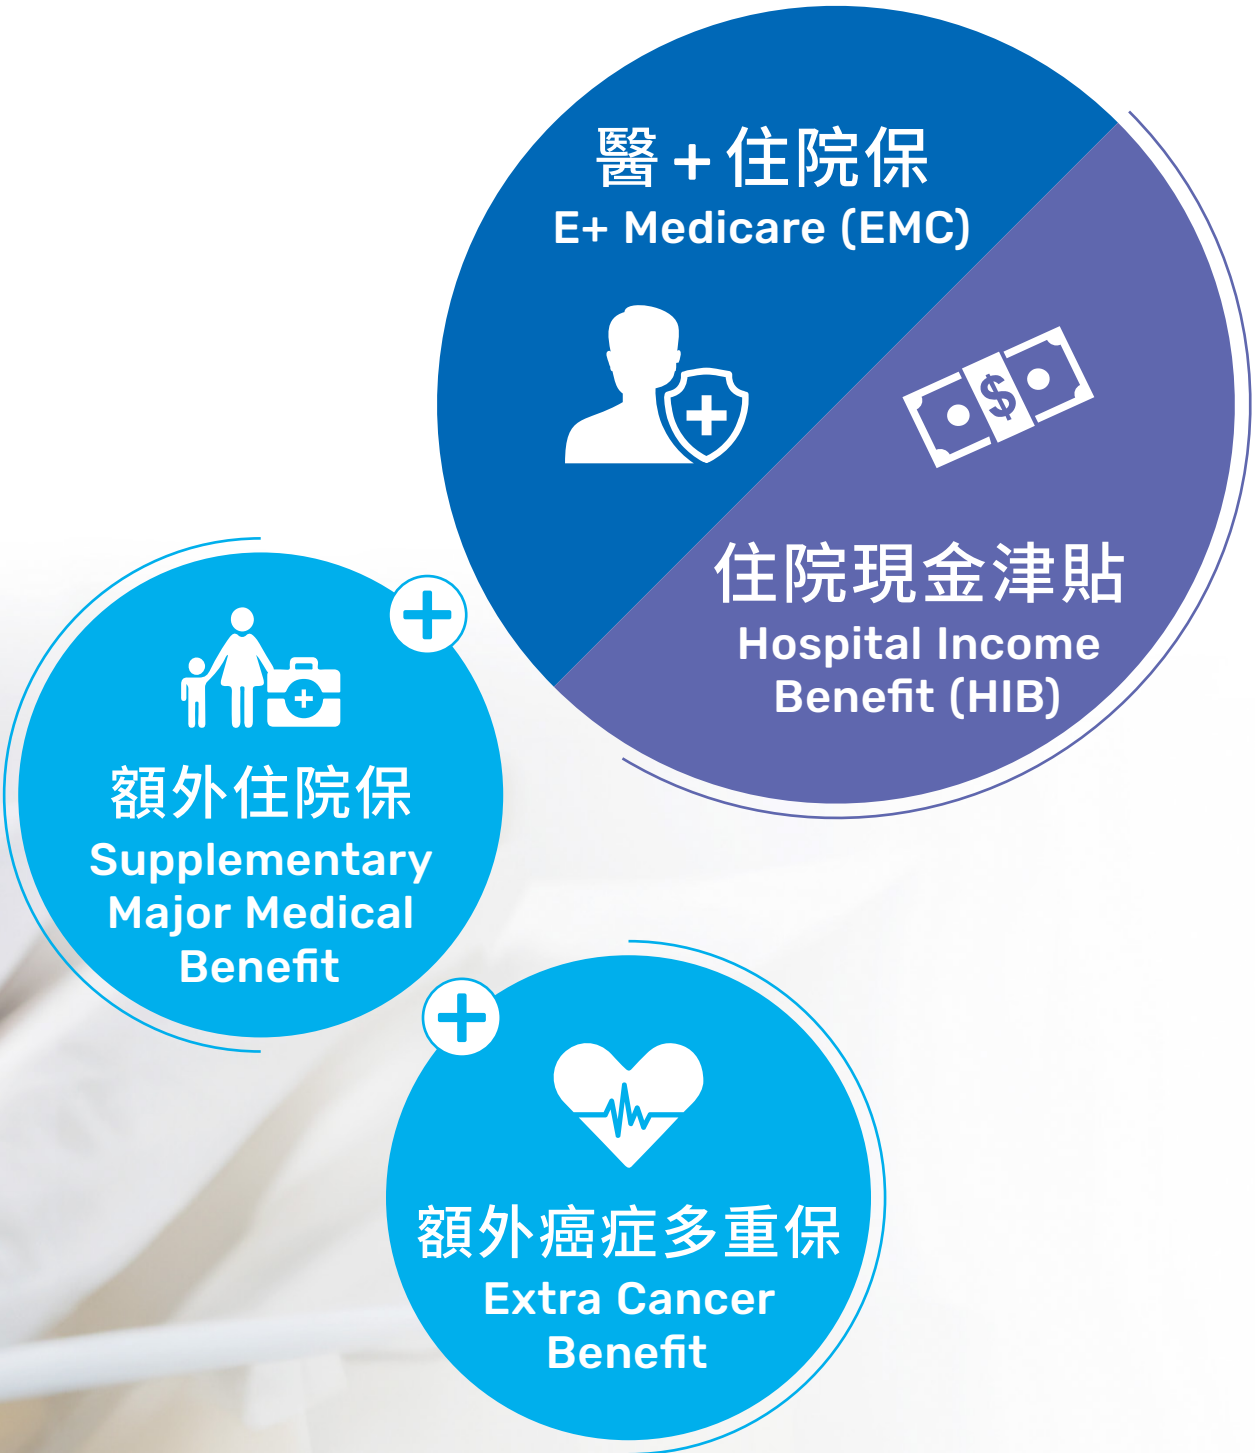 醫+住院保
E+ Medicare (EMC)
$
住院現金津貼
Hospital Income
Benefit (HIB)
額外住院保
Supplementary
Major Medical
Benefit
額外癌症多重保
Extra Cancer
Benefit